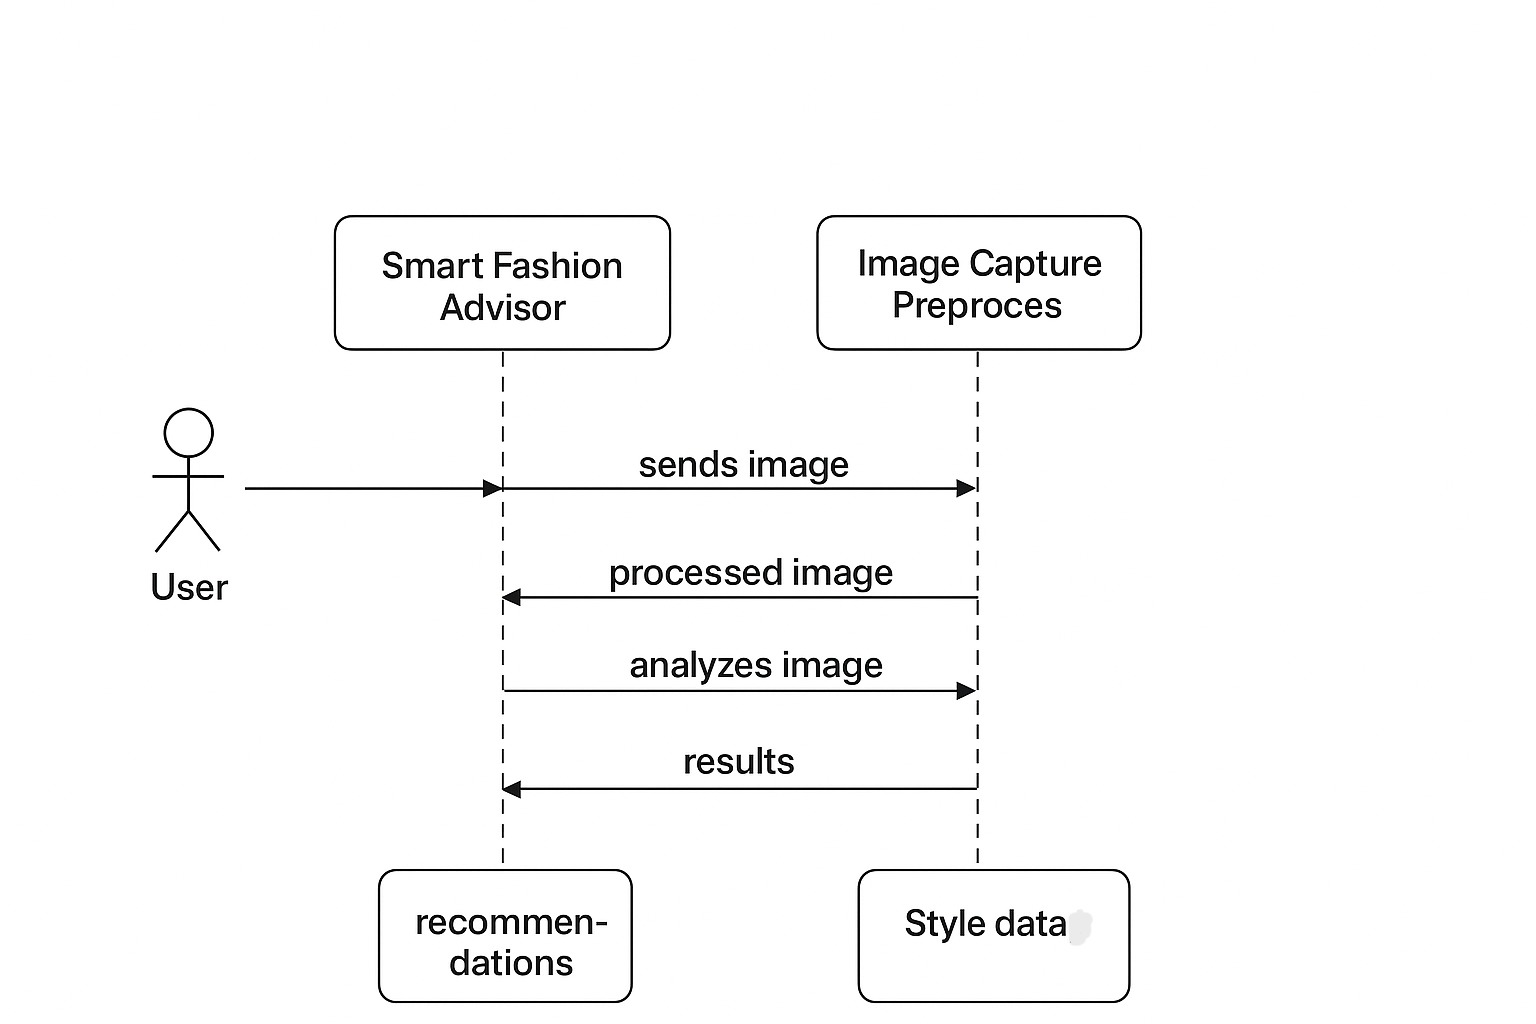 Smart Fashion
Advisor
Image Capture
Preproces
User
sends image
processed image
analyzes image
results
recommen-
dations
Style data